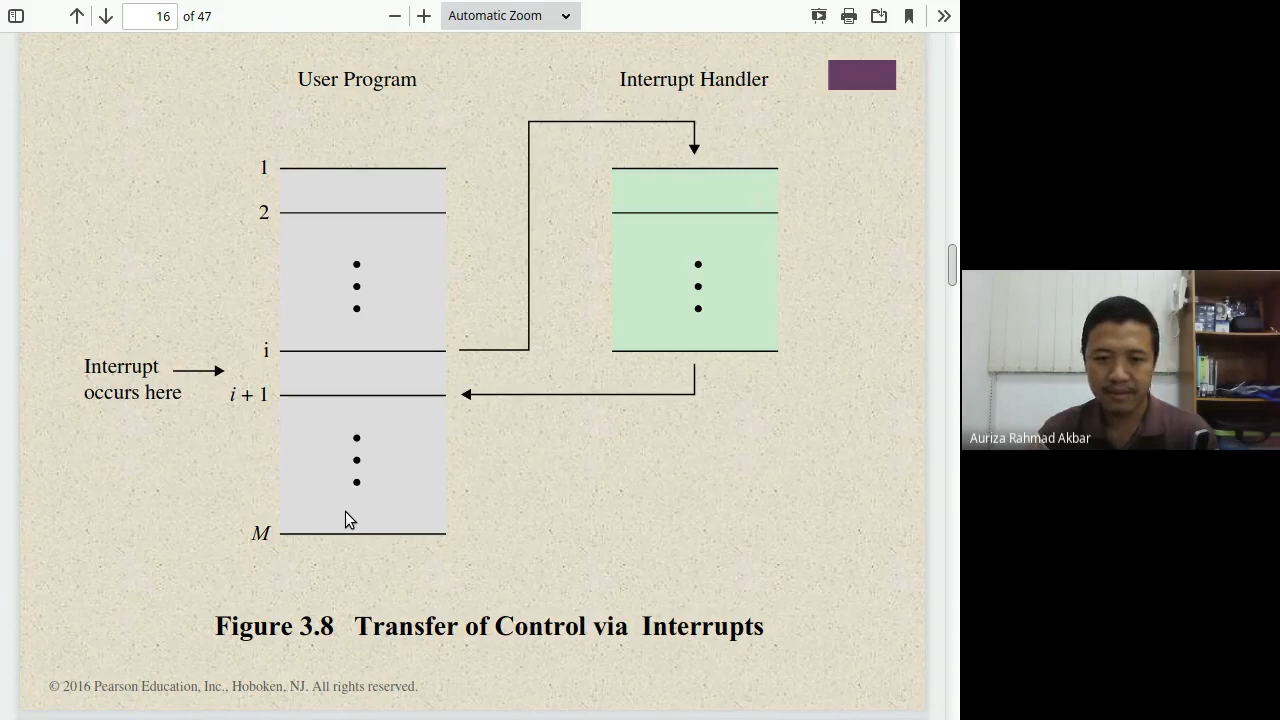 16 of 47
Automatic Zoom
User Program
Interrupt Handler
1
2
i
Interrupt
occurs here
i + 1
M
Figure 3.8 Transfer of Control via Interrupts
© 2016 Pearson Education, Inc., Hoboken, NJ. All rights reserved.
Auriza Rahmad Akbar